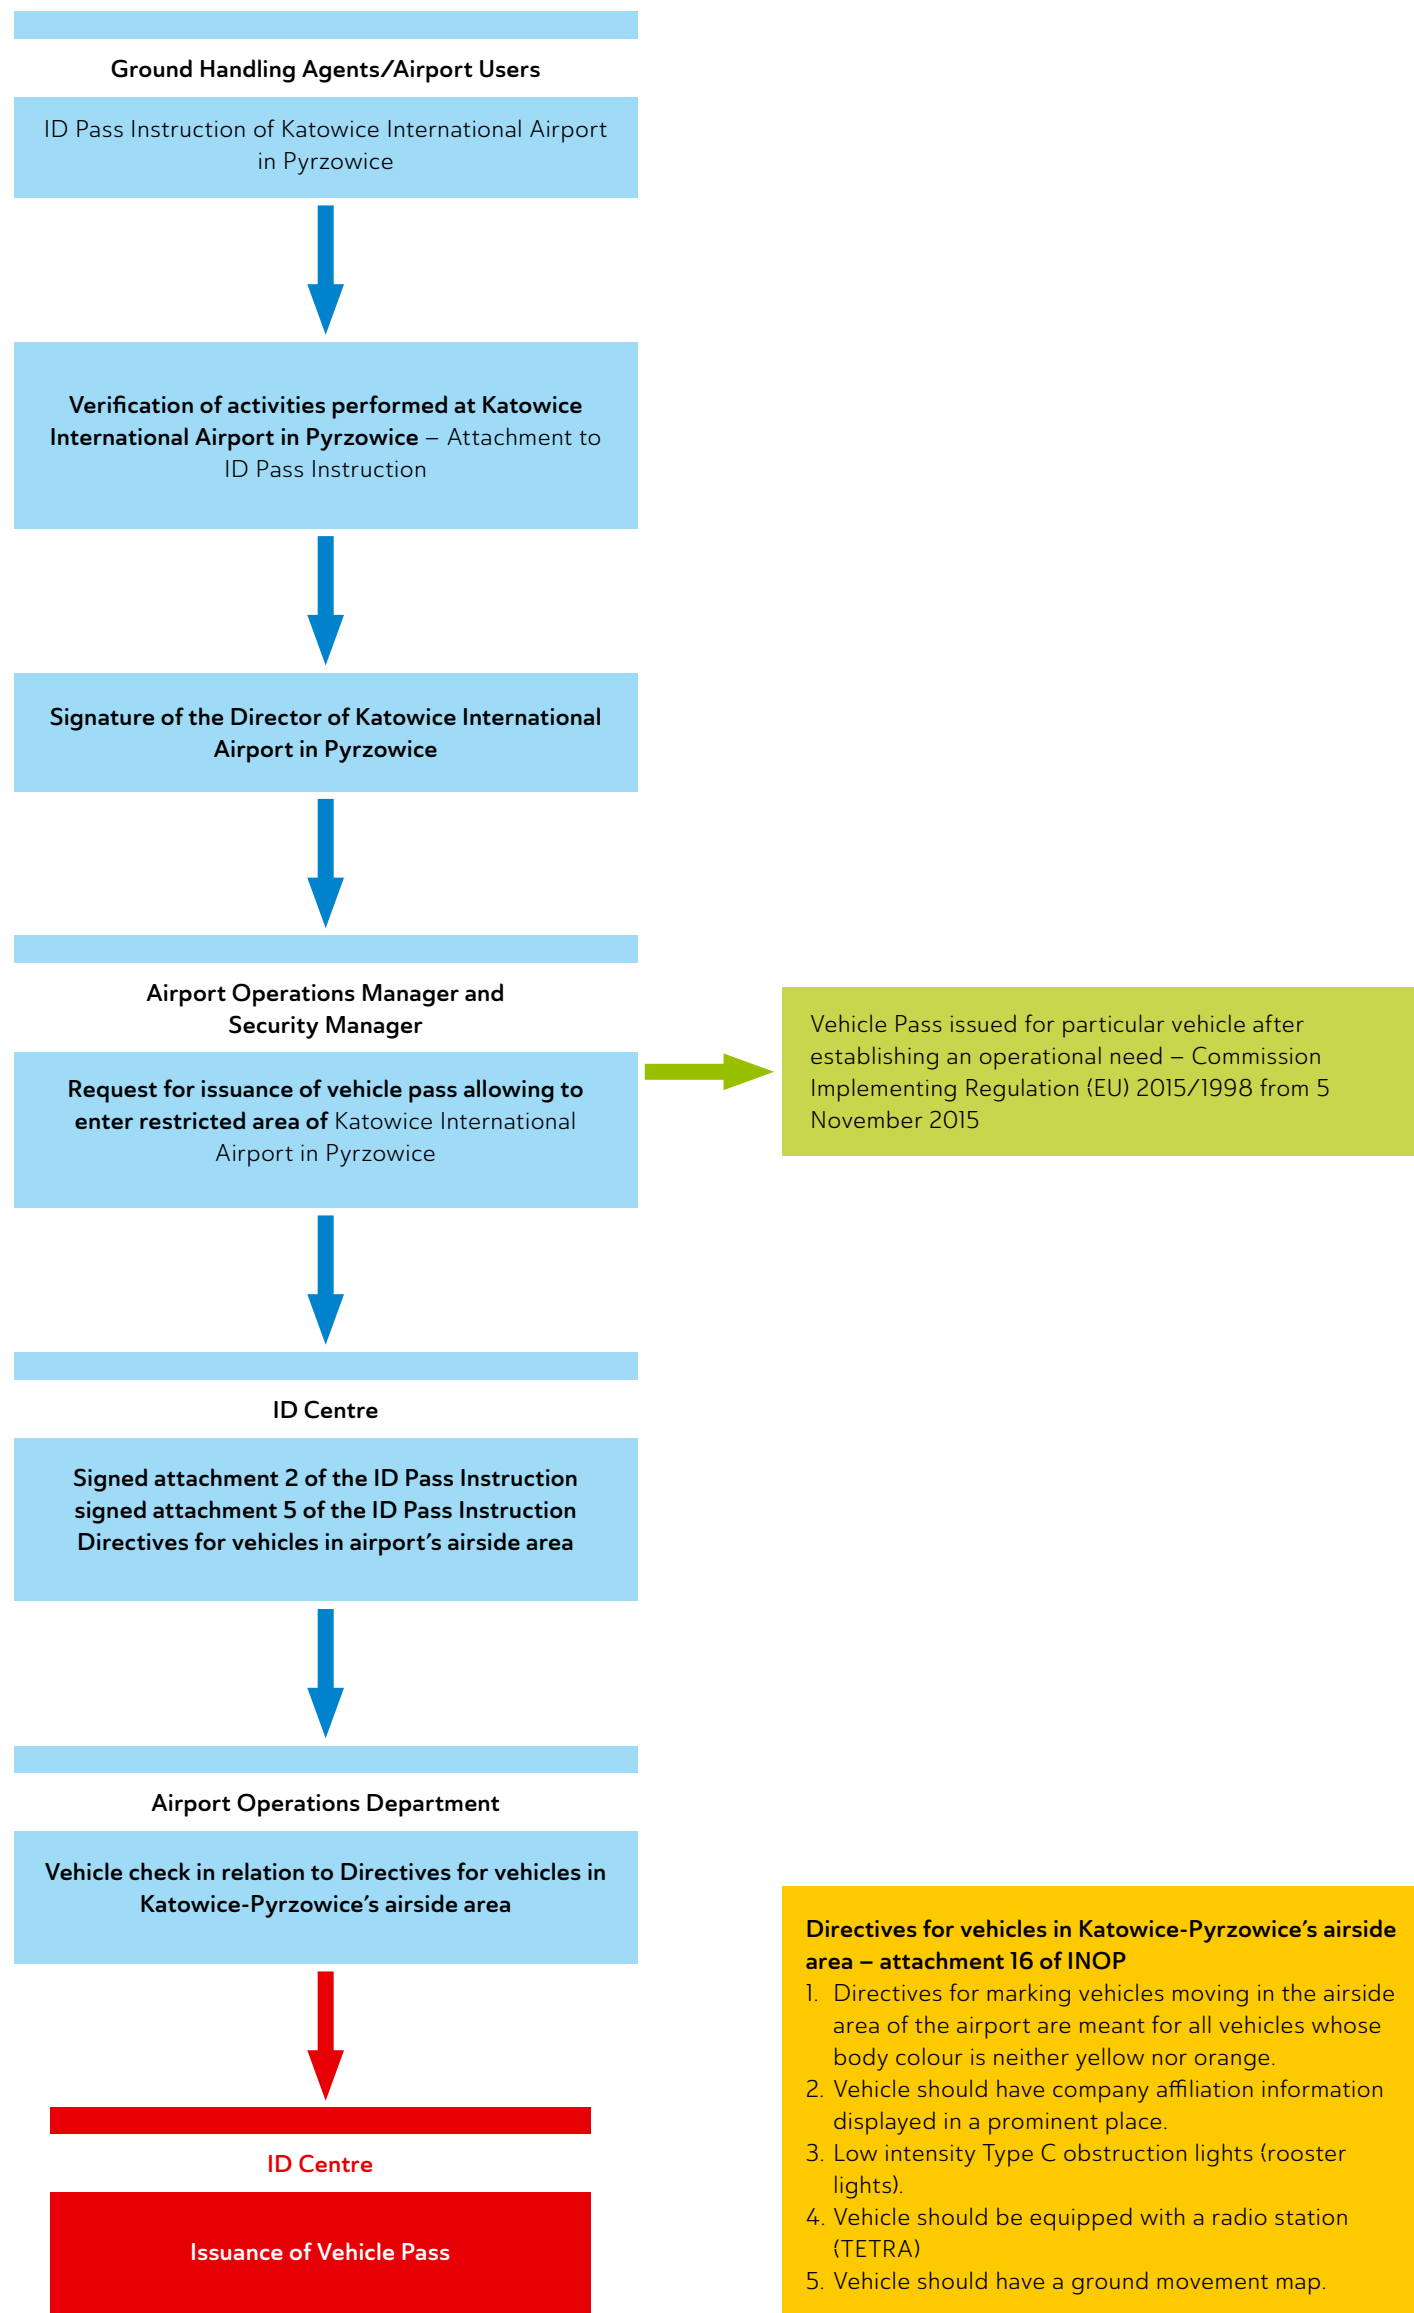 Ground Handling Agents/Airport Users
ID Pass Instruction of Katowice International Airport
in Pyrzowice
Verification of activities performed at Katowice
International Airport in Pyrzowice – Attachment to
ID Pass Instruction
Signature of the Director of Katowice International
Airport in Pyrzowice
Airport Operations Manager and
Security Manager
Request for issuance of vehicle pass allowing to
enter restricted area of Katowice International
Airport in Pyrzowice
Vehicle Pass issued for particular vehicle after
establishing an operational need – Commission
Implementing Regulation (EU) 2015/1998 from 5
November 2015
ID Centre
Signed attachment 2 of the ID Pass Instruction
signed attachment 5 of the ID Pass Instruction
Directives for vehicles in airport’s airside area
Airport Operations Department
Vehicle check in relation to Directives for vehicles in
Katowice-Pyrzowice’s airside area
ID Centre
Issuance of Vehicle Pass
Directives for vehicles in Katowice-Pyrzowice’s airside
area – attachment 16 of INOP
1. Directives for marking vehicles moving in the airside
area of the airport are meant for all vehicles whose
body colour is neither yellow nor orange.
2. Vehicle should have company affiliation information
displayed in a prominent place.
3. Low intensity Type C obstruction lights (rooster
lights).
4. Vehicle should be equipped with a radio station
(TETRA)
5. Vehicle should have a ground movement map.